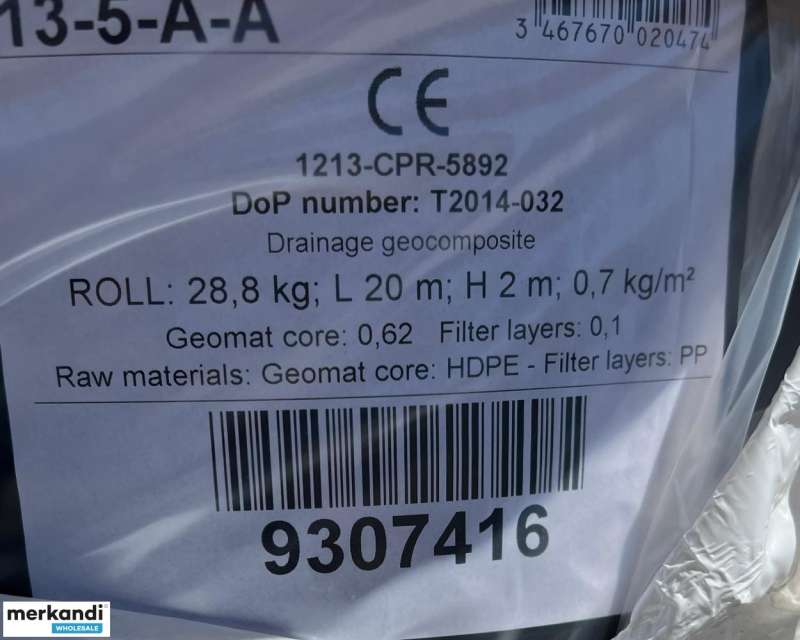 13-5-A-A
3 467670 020474
CE
1213-CPR-5892
DoP number: T2014-032
Drainage geocomposite
ROLL: 28,8 kg; L 20 m; H 2 m; 0,7 kg/m²
Geomat core: 0,62 Filter layers: 0,1
Raw materials: Geomat core: HDPE - Filter layers: PP
9307416
merkandi
WHOLESALE